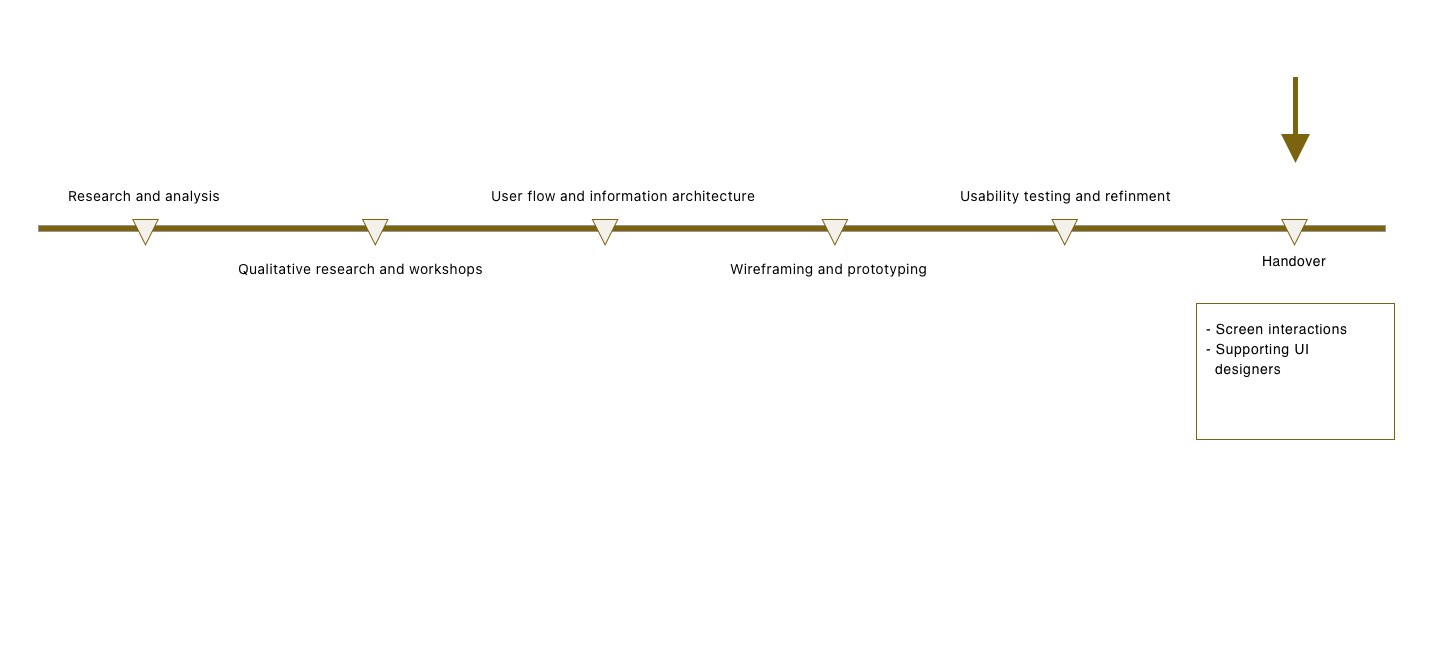 Research and analysis
User flow and information architecture
Usability testing and refinment
Qualitative research and workshops
Wireframing and prototyping
Handover
- Screen interactions
- Supporting UI
designers